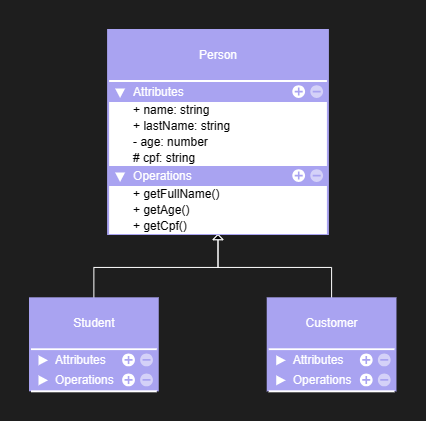 Person
Attributes
+ name: string
+ lastName: string
- age: number
# cpf: string
Operations
+ getFullName()
+ getAge()
+ getCpf()
Student
Attributes
Operations
Customer
Attributes
Operations